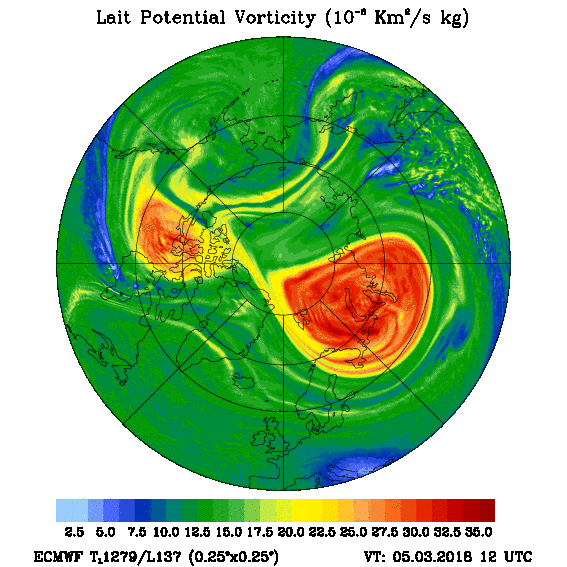 Lait Potential Vorticity (10⁻⁶ Km²/s kg)
2.5 5.0 7.5 10.0 12.5 15.0 17.5 20.0 22.5 25.0 27.5 30.0 32.5 35.0
ECMWF TL1279/L137 (0.25°x0.25°) VT: 05.03.2018 12 UTC